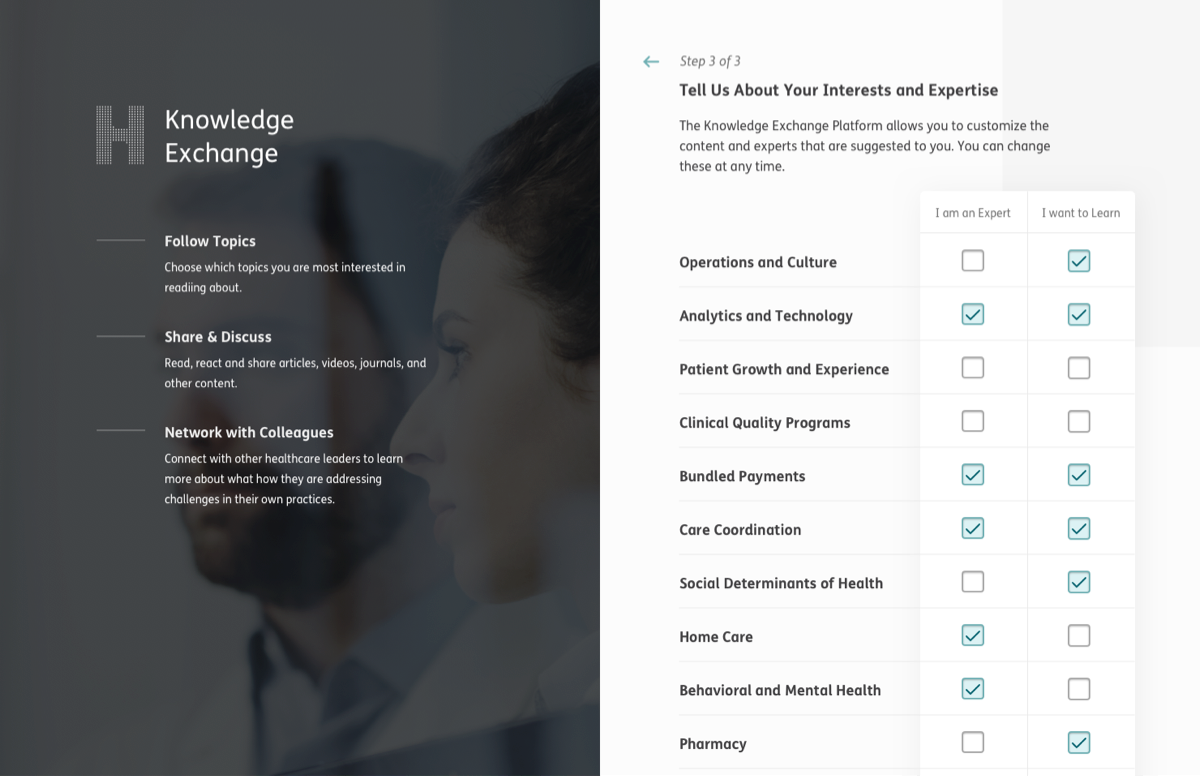 Knowledge
Exchange
Follow Topics
Choose which topics you are most interested in
readiing about.
Share & Discuss
Read, react and share articles, videos, journals, and
other content.
Network with Colleagues
Connect with other healthcare leaders to learn
more about what how they are addressing
challenges in their own practices.
Step 3 of 3
Tell Us About Your Interests and Expertise
The Knowledge Exchange Platform allows you to customize the
content and experts that are suggested to you. You can change
these at any time.
I am an Expert I want to Learn
Operations and Culture
Analytics and Technology
Patient Growth and Experience
Clinical Quality Programs
Bundled Payments
Care Coordination
Social Determinants of Health
Home Care
Behavioral and Mental Health
Pharmacy